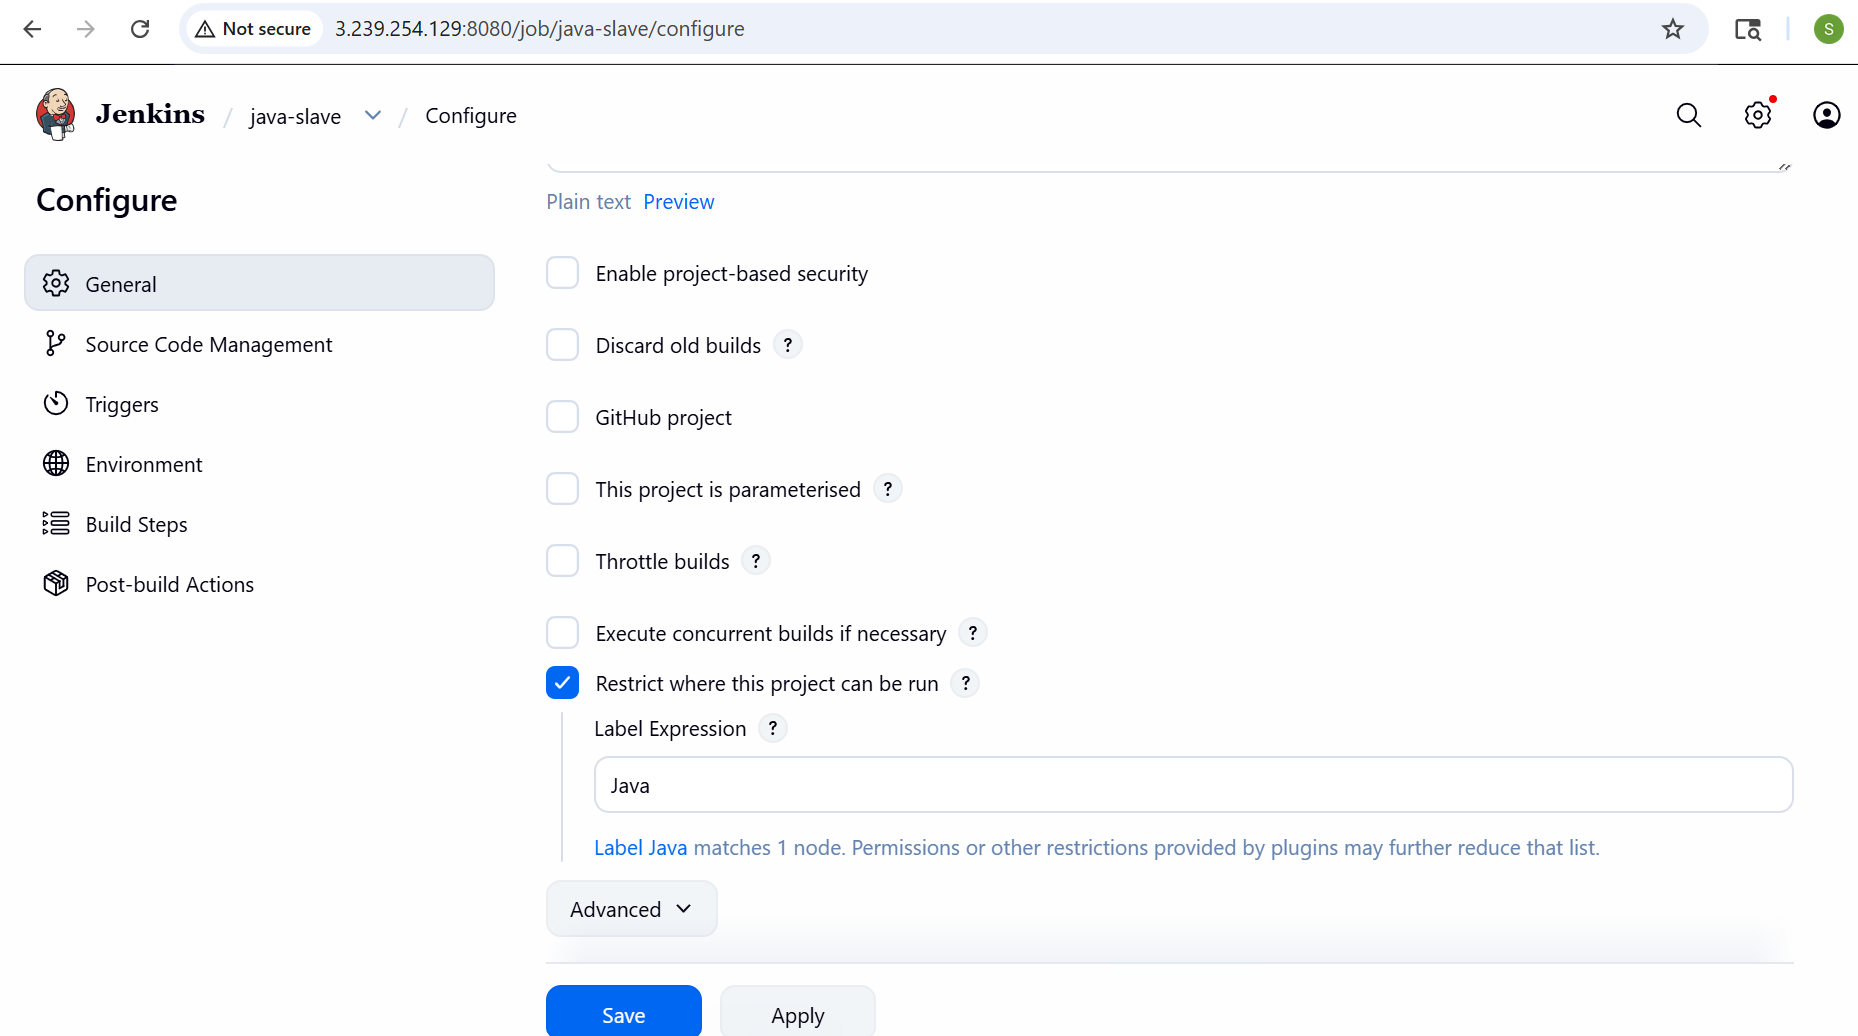 Not secure 3.239.254.129:8080/job/java-slave/configure S
Jenkins / java-slave / Configure
Configure
Plain text Preview
General
Source Code Management
Triggers
Environment
Build Steps
Post-build Actions
Enable project-based security
Discard old builds ?
GitHub project
This project is parameterised ?
Throttle builds ?
Execute concurrent builds if necessary ?
Restrict where this project can be run ?
Label Expression ?
Java
Label Java matches 1 node. Permissions or other restrictions provided by plugins may further reduce that list.
Advanced
Save Apply